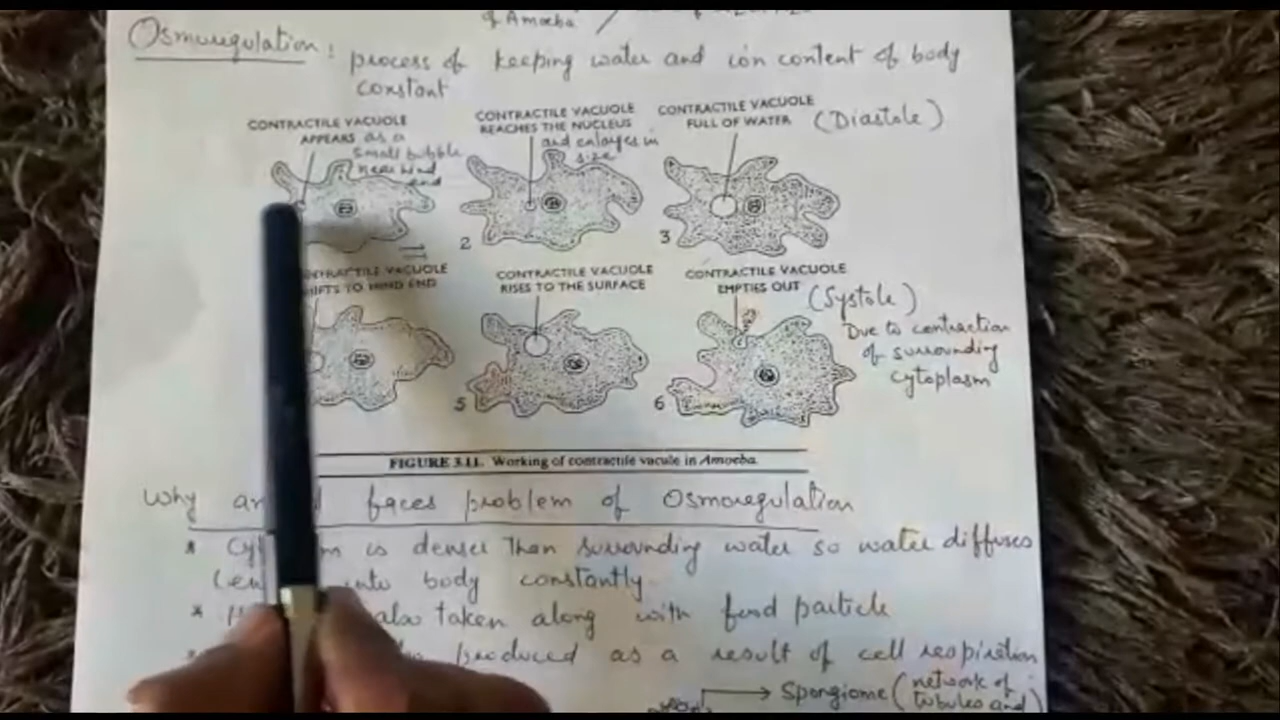 of Amoeba
Osmoregulation : process of keeping water and ion content of body
constant
CONTRACTILE VACUOLE
APPEARS as a
small bubble
near hind
end
CONTRACTILE VACUOLE
REACHES THE NUCLEUS
and enlarges in
size
CONTRACTILE VACUOLE
FULL OF WATER (Diastole)
2
3
VACUOLE
HIND END
CONTRACTILE VACUOLE
RISES TO THE SURFACE
CONTRACTILE VACUOLE
EMPTIES OUT (Systole)
Due to contraction
of surrounding
cytoplasm
5
6
FIGURE 3.11. Working of contractile vacule in Amoeba.
Why faces problem of Osmoregulation
* is denser than surrounding water so water diffuses
into body constantly
* also taken along with food particle
produced as a result of cell respiration
Spongiome (network of
tubules and)